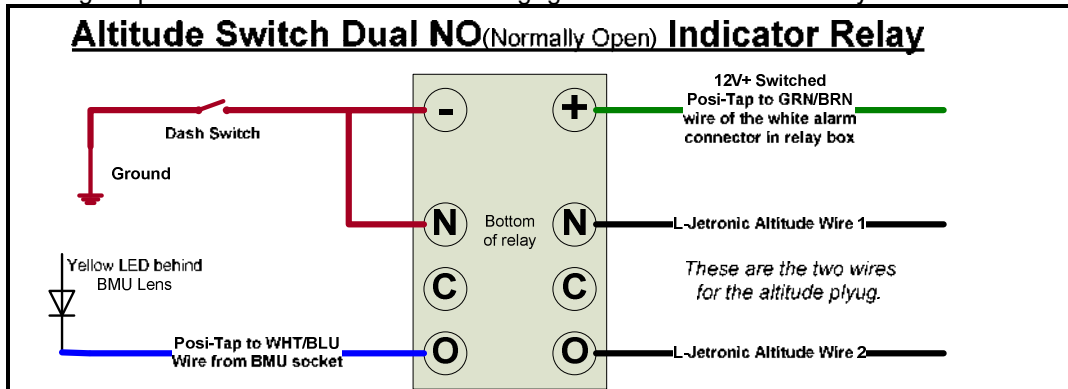 Altitude Switch Dual NO(Normally Open) Indicator Relay
12V+ Switched
Posi-Tap to GRN/BRN
wire of the white alarm
connector in relay box
- +
Dash Switch
Ground
N N
Bottom
of relay
L-Jetronic Altitude Wire 1
Yellow LED behind
BMU Lens
These are the two wires
for the altitude plyug.
C C
Posi-Tap to WHT/BLU
Wire from BMU socket
O O
L-Jetronic Altitude Wire 2